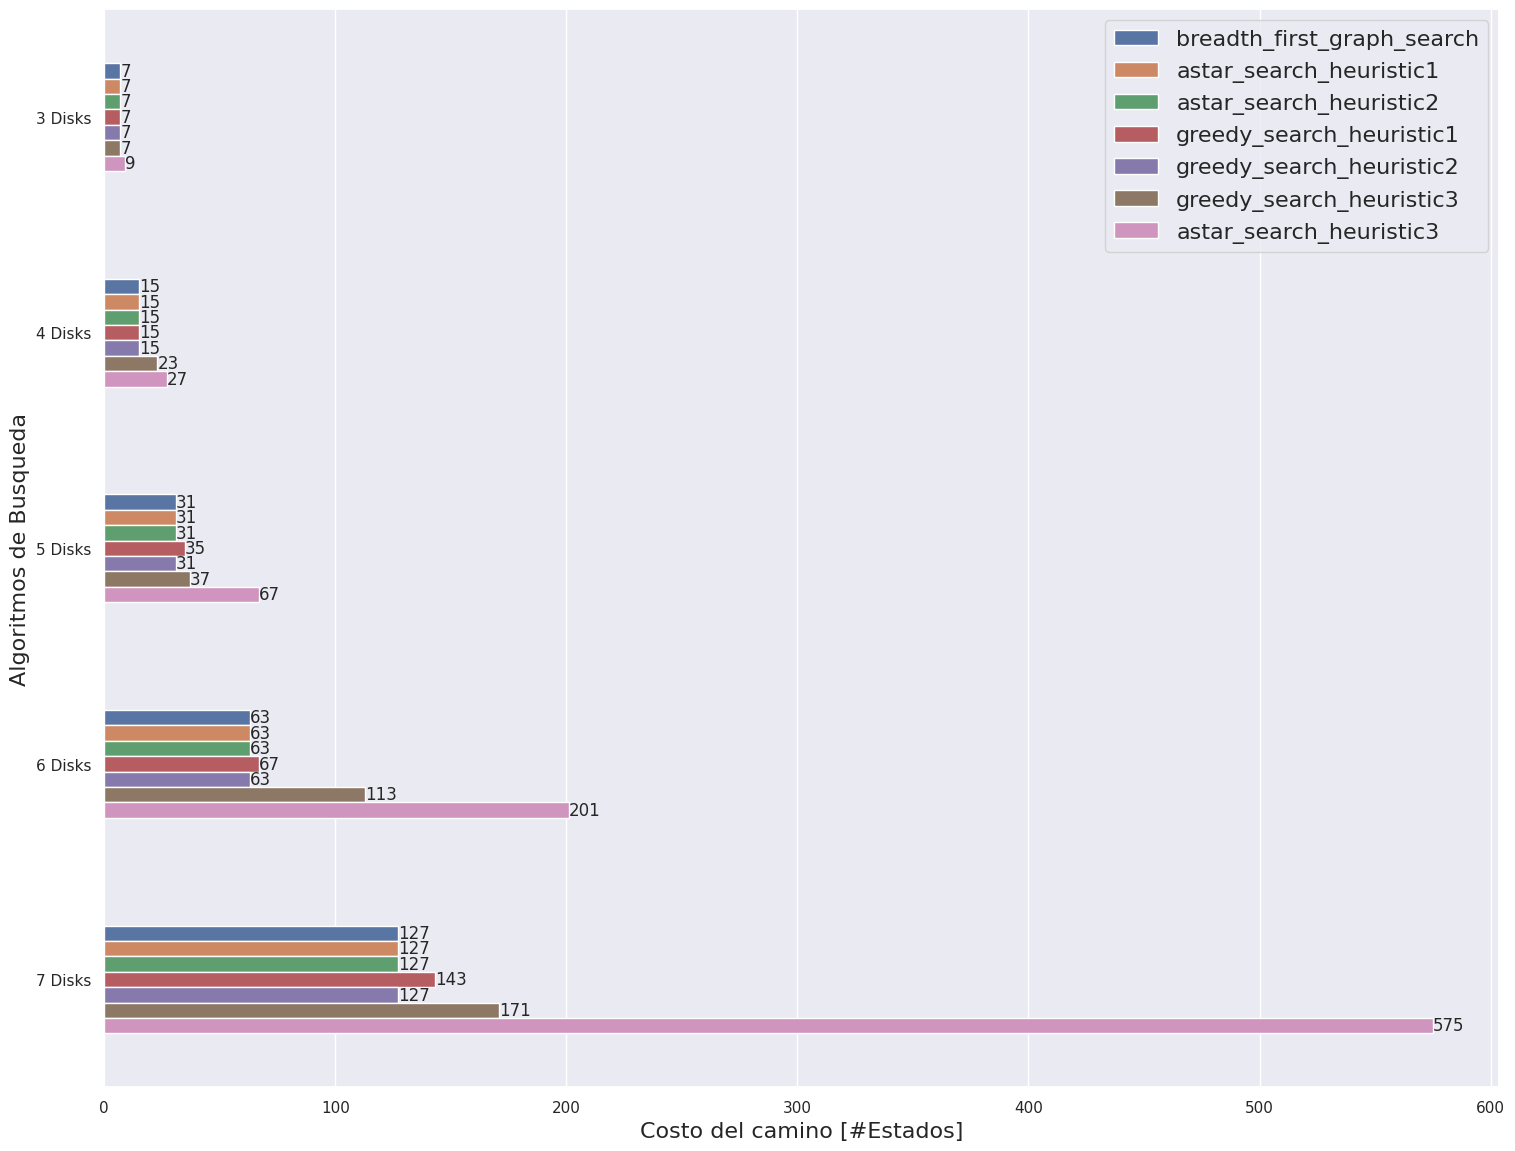 breadth_first_graph_search
astar_search_heuristic1
astar_search_heuristic2
greedy_search_heuristic1
greedy_search_heuristic2
greedy_search_heuristic3
astar_search_heuristic3
Algoritmos de Busqueda
3 Disks
7
7
7
7
7
7
9
4 Disks
15
15
15
15
15
23
27
5 Disks
31
31
31
35
31
37
67
6 Disks
63
63
63
67
63
113
201
7 Disks
127
127
127
143
127
171
575
0 100 200 300 400 500 600
Costo del camino [#Estados]